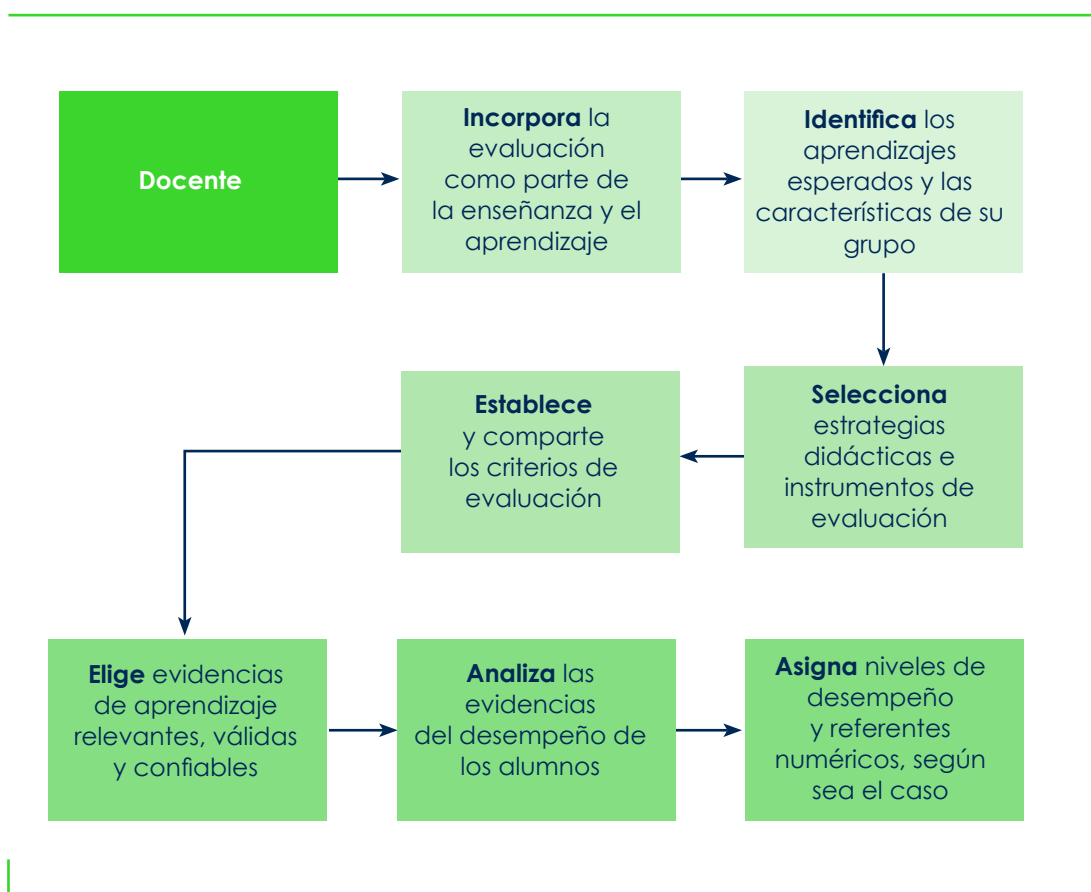 Docente
Incorpora la
evaluación
como parte de
la enseñanza y el
aprendizaje
Identifica los
aprendizajes
esperados y las
características de su
grupo
Selecciona
estrategias
didácticas e
instrumentos de
evaluación
Establece
y comparte
los criterios de
evaluación
Elige evidencias
de aprendizaje
relevantes, válidas
y confiables
Analiza las
evidencias
del desempeño de
los alumnos
Asigna niveles de
desempeño
y referentes
numéricos, según
sea el caso